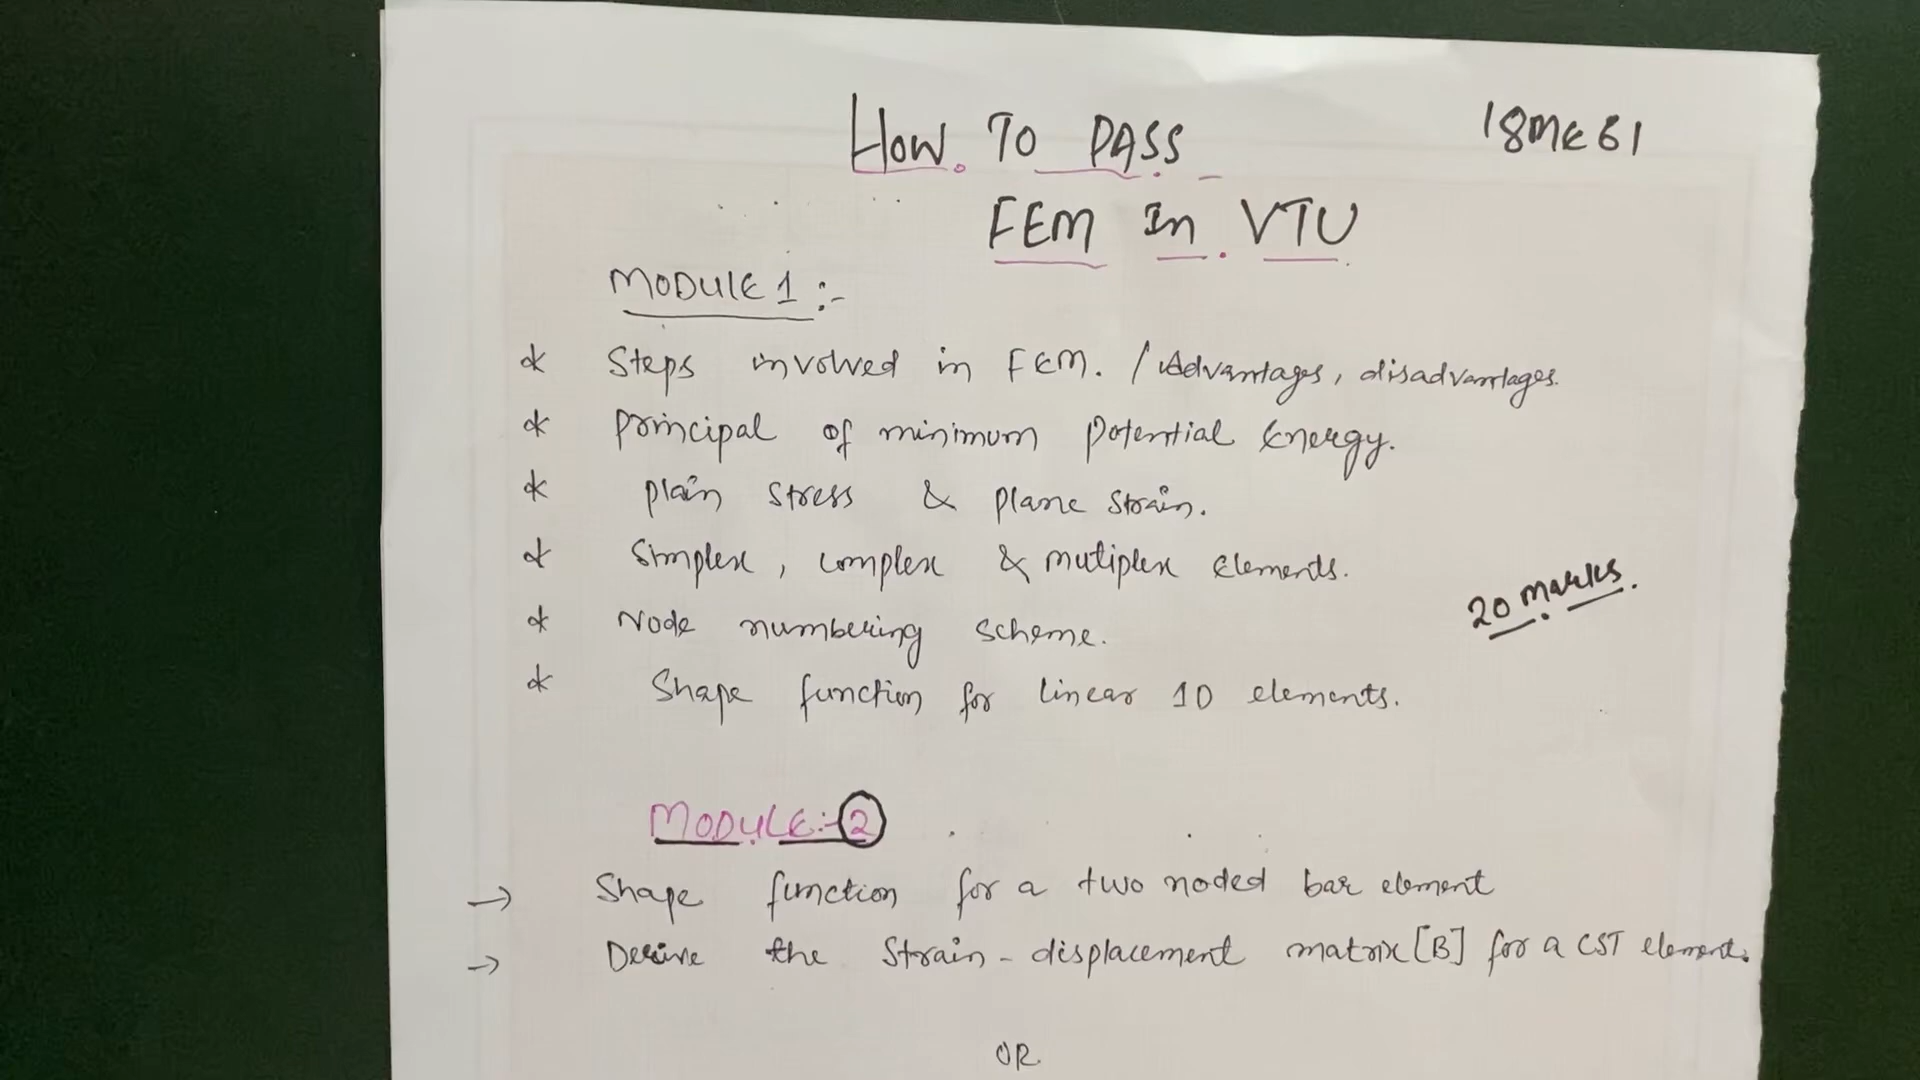 HOW TO PASS
18ME61
FEM In VTU
MODULE 1 :-
* Steps involved in FEM. / Advantages, disadvantages.
* Principal of minimum Potential Energy.
* plain stress & plane strain.
* Simplex, complex & mutiplex elements.
20 marks.
* Node numbering scheme.
* Shape function for linear 1D elements.
MODULE:-2
→ Shape function for a two noded bar element
→ Derive the Strain-displacement matrix [B] for a CST element.
OR